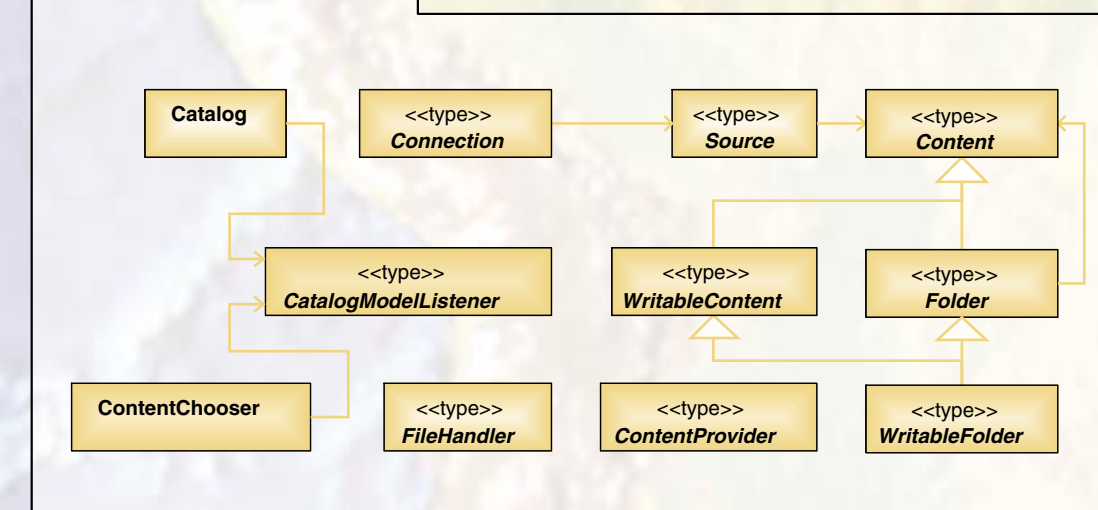 Catalog
<<type>>
Connection
<<type>>
Source
<<type>>
Content
<<type>>
CatalogModelListener
<<type>>
WritableContent
<<type>>
Folder
ContentChooser
<<type>>
FileHandler
<<type>>
ContentProvider
<<type>>
WritableFolder